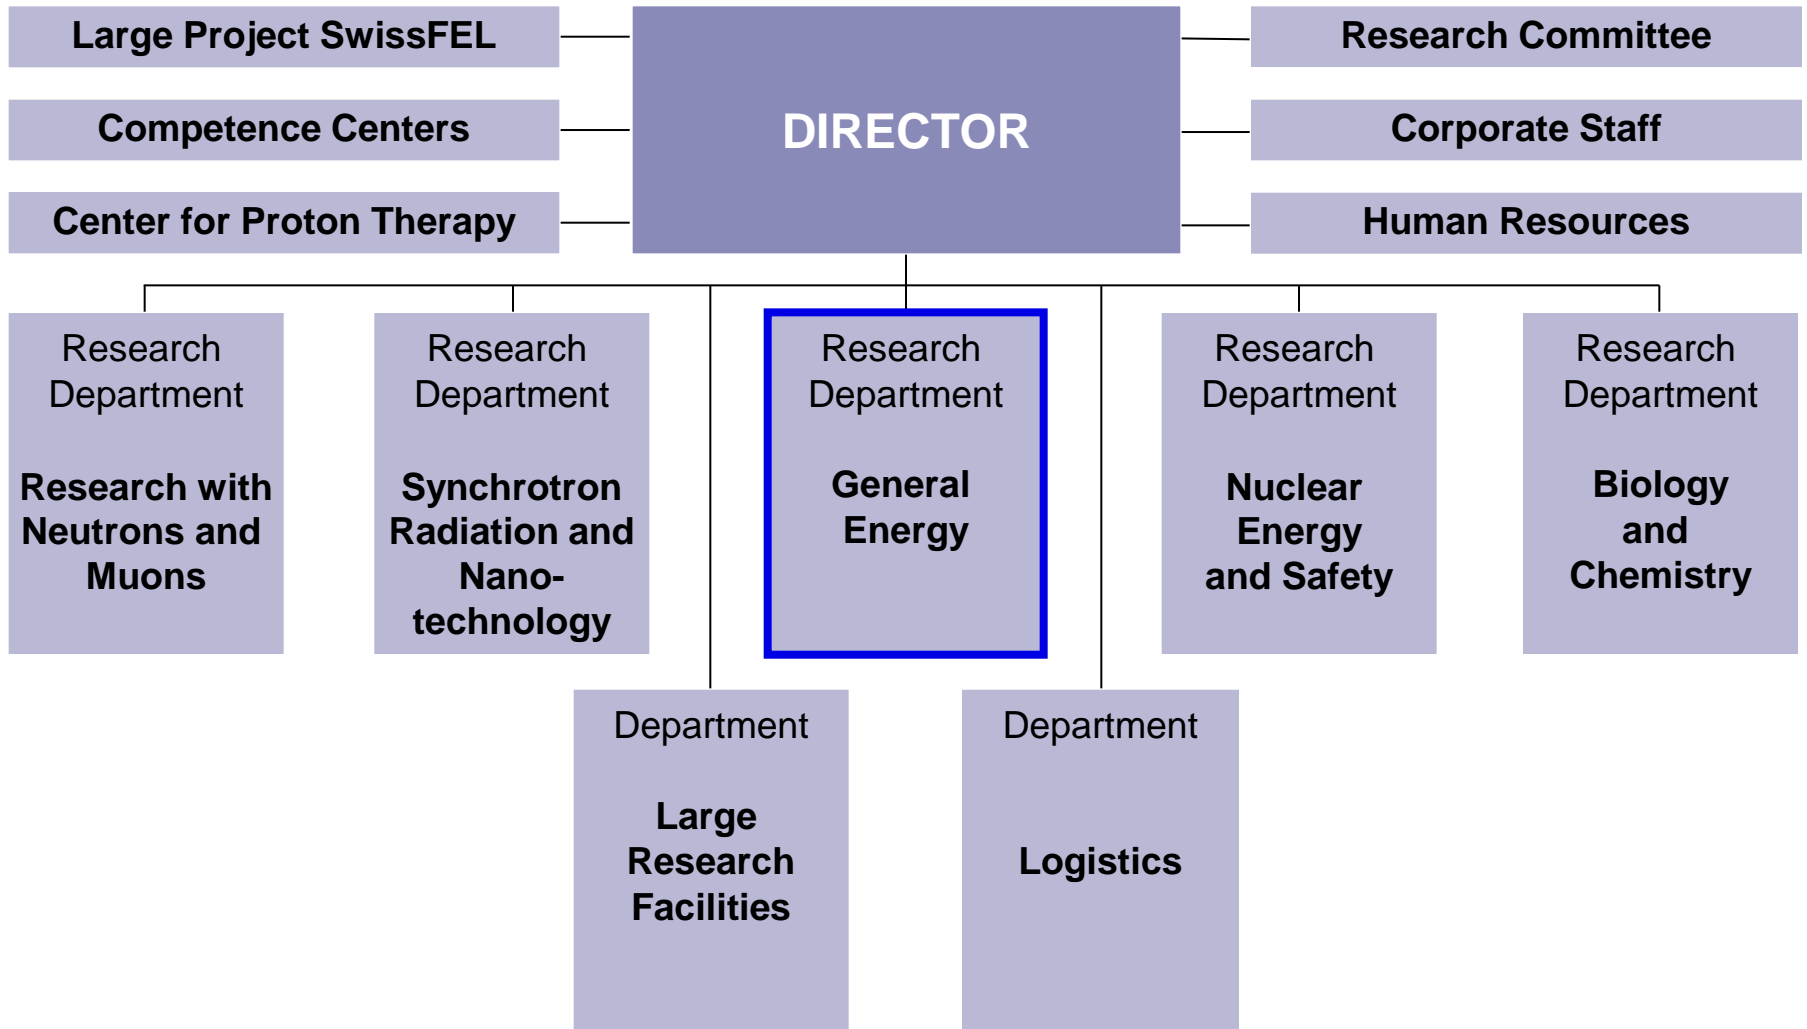 Large Project SwissFEL
Competence Centers
Center for Proton Therapy
DIRECTOR
Research Committee
Corporate Staff
Human Resources
Research
Department
Research with
Neutrons and
Muons
Research
Department
Synchrotron
Radiation and
Nano-
technology
Research
Department
General
Energy
Research
Department
Nuclear
Energy
and Safety
Research
Department
Biology
and
Chemistry
Department
Large
Research
Facilities
Department
Logistics